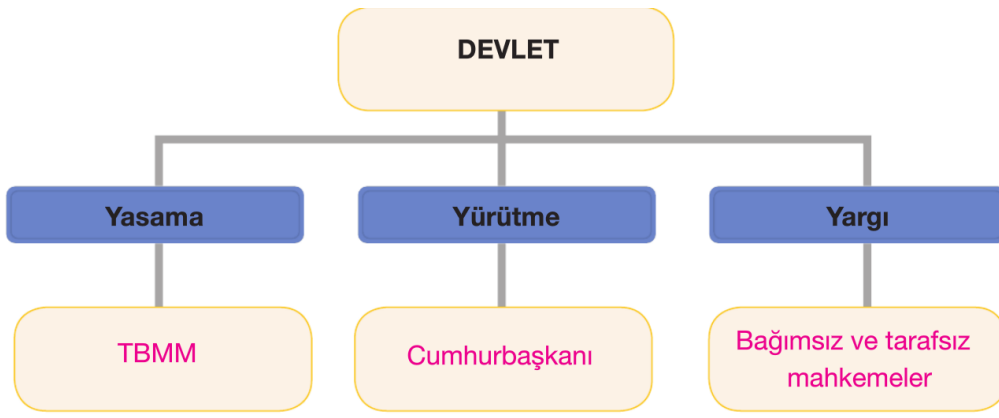 DEVLET
Yasama
Yürütme
Yargı
TBMM
Cumhurbaşkanı
Bağımsız ve tarafsız
mahkemeler